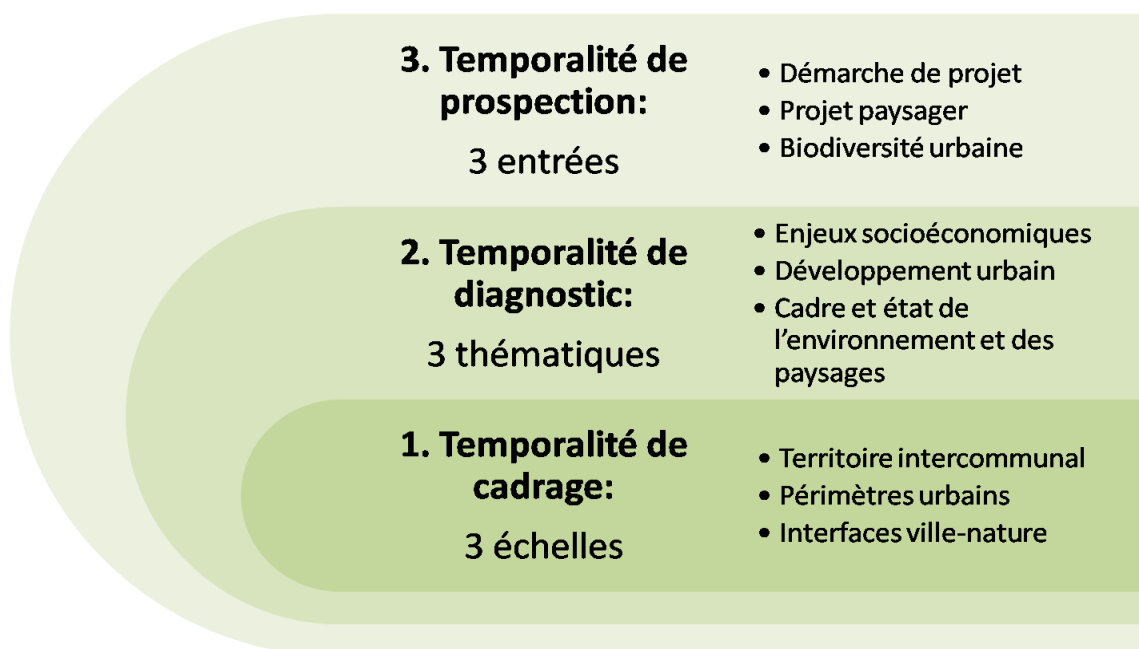 3. Temporalité de
prospection:
3 entrées
• Démarche de projet
• Projet paysager
• Biodiversité urbaine
2. Temporalité de
diagnostic:
3 thématiques
• Enjeux socioéconomiques
• Développement urbain
• Cadre et état de
l'environnement et des
paysages
1. Temporalité de
cadrage:
3 échelles
• Territoire intercommunal
• Périmètres urbains
• Interfaces ville-nature